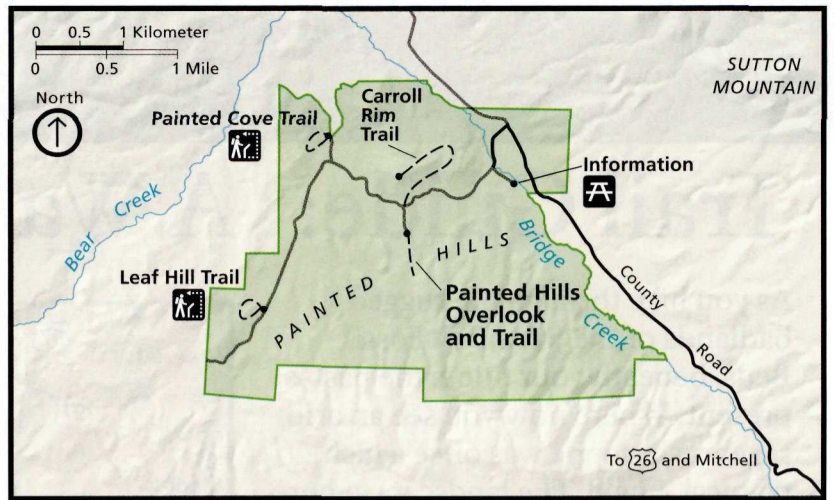 0 0.5 1 Kilometer
0 0.5 1 Mile
North
SUTTON
MOUNTAIN
Painted Cove Trail
Carroll
Rim
Trail
Information
Bear Creek
Bridge
Creek
Leaf Hill Trail
PAINTED HILLS
Painted Hills
Overlook
and Trail
County
Road
To 26 and Mitchell